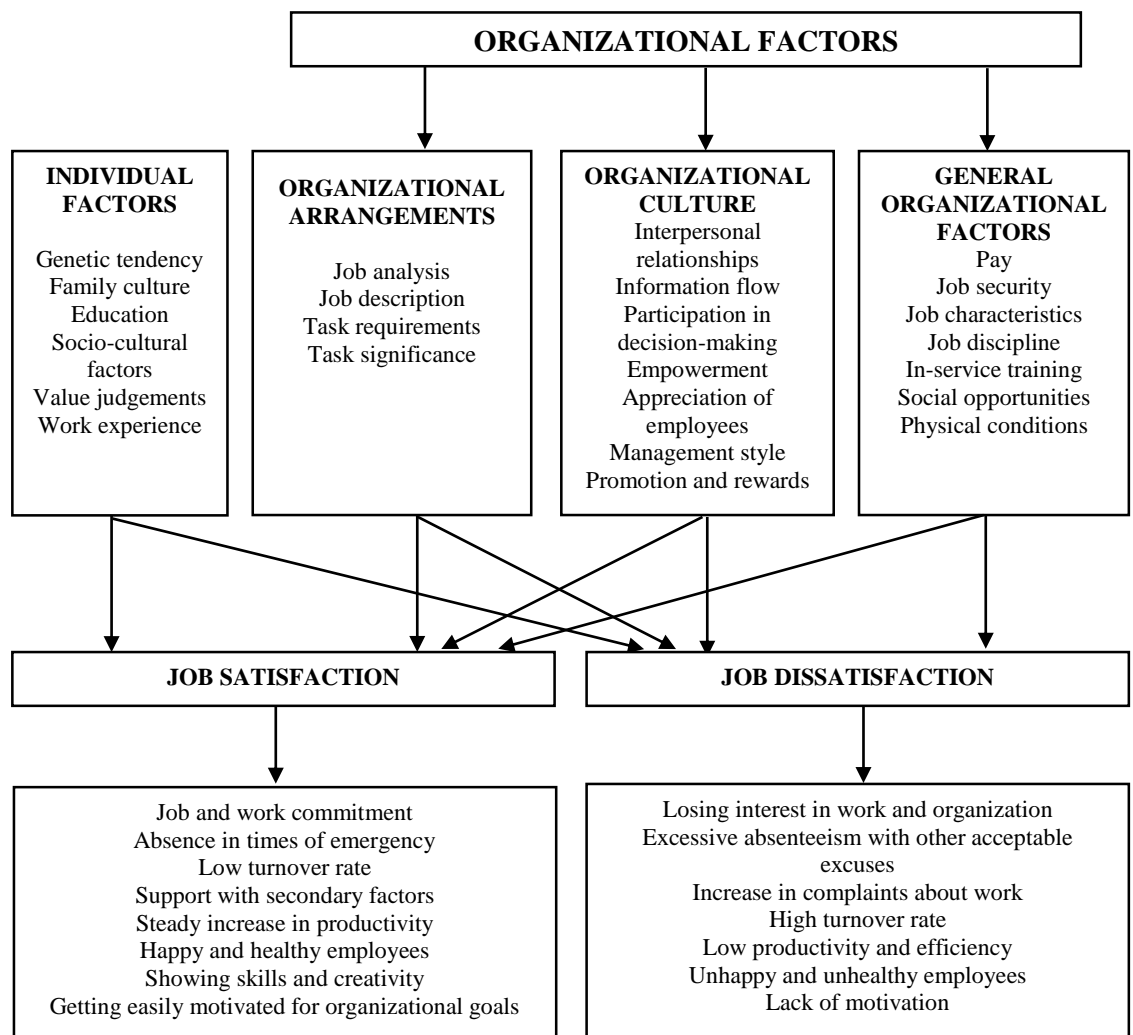 ORGANIZATIONAL FACTORS
INDIVIDUAL
FACTORS
Genetic tendency
Family culture
Education
Socio-cultural
factors
Value judgements
Work experience
ORGANIZATIONAL
ARRANGEMENTS
Job analysis
Job description
Task requirements
Task significance
ORGANIZATIONAL
CULTURE
Interpersonal
relationships
Information flow
Participation in
decision-making
Empowerment
Appreciation of
employees
Management style
Promotion and rewards
GENERAL
ORGANIZATIONAL
FACTORS
Pay
Job security
Job characteristics
Job discipline
In-service training
Social opportunities
Physical conditions
JOB SATISFACTION
JOB DISSATISFACTION
Job and work commitment
Absence in times of emergency
Low turnover rate
Support with secondary factors
Steady increase in productivity
Happy and healthy employees
Showing skills and creativity
Getting easily motivated for organizational goals
Losing interest in work and organization
Excessive absenteeism with other acceptable
excuses
Increase in complaints about work
High turnover rate
Low productivity and efficiency
Unhappy and unhealthy employees
Lack of motivation